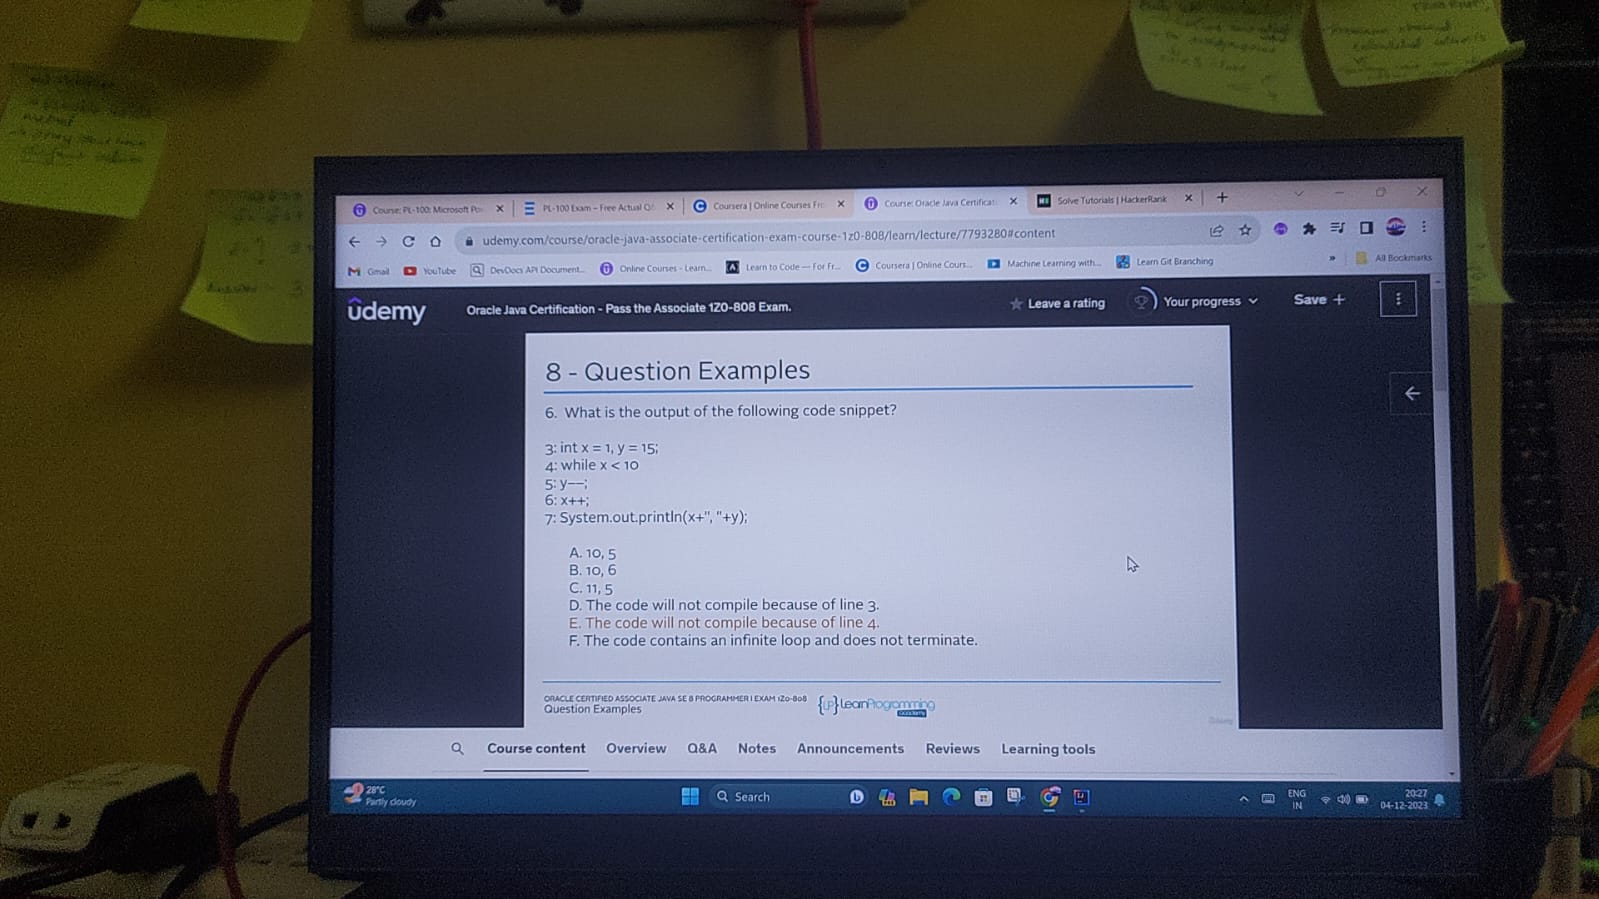 Course: PL-100: Microsoft Po
PL-100 Exam – Free Actual Q
Coursera | Online Courses Fro
Course: Oracle Java Certificat
Solve Tutorials | HackerRank
udemy.com/course/oracle-java-associate-certification-exam-course-1z0-808/learn/lecture/7793280#content
Gmail
YouTube
DevDocs API Document...
Online Courses - Learn...
Learn to Code — For Fr...
Coursera | Online Cours...
Machine Learning with...
Learn Git Branching
»
All Bookmarks
ûdemy
Oracle Java Certification - Pass the Associate 1Z0-808 Exam.
Leave a rating
Your progress
Save +
8 - Question Examples
6. What is the output of the following code snippet?
3: int x = 1, y = 15;
4: while x < 10
5: y--;
6: x++;
7: System.out.println(x+", "+y);
A. 10, 5
B. 10, 6
C. 11, 5
D. The code will not compile because of line 3.
E. The code will not compile because of line 4.
F. The code contains an infinite loop and does not terminate.
ORACLE CERTIFIED ASSOCIATE JAVA SE 8 PROGRAMMER I EXAM 1Z0-808
Question Examples
{LP} LearnProgramming
academy
Course content
Overview
Q&A
Notes
Announcements
Reviews
Learning tools
28°C
Partly cloudy
Search
ENG
IN
20:27
04-12-2023